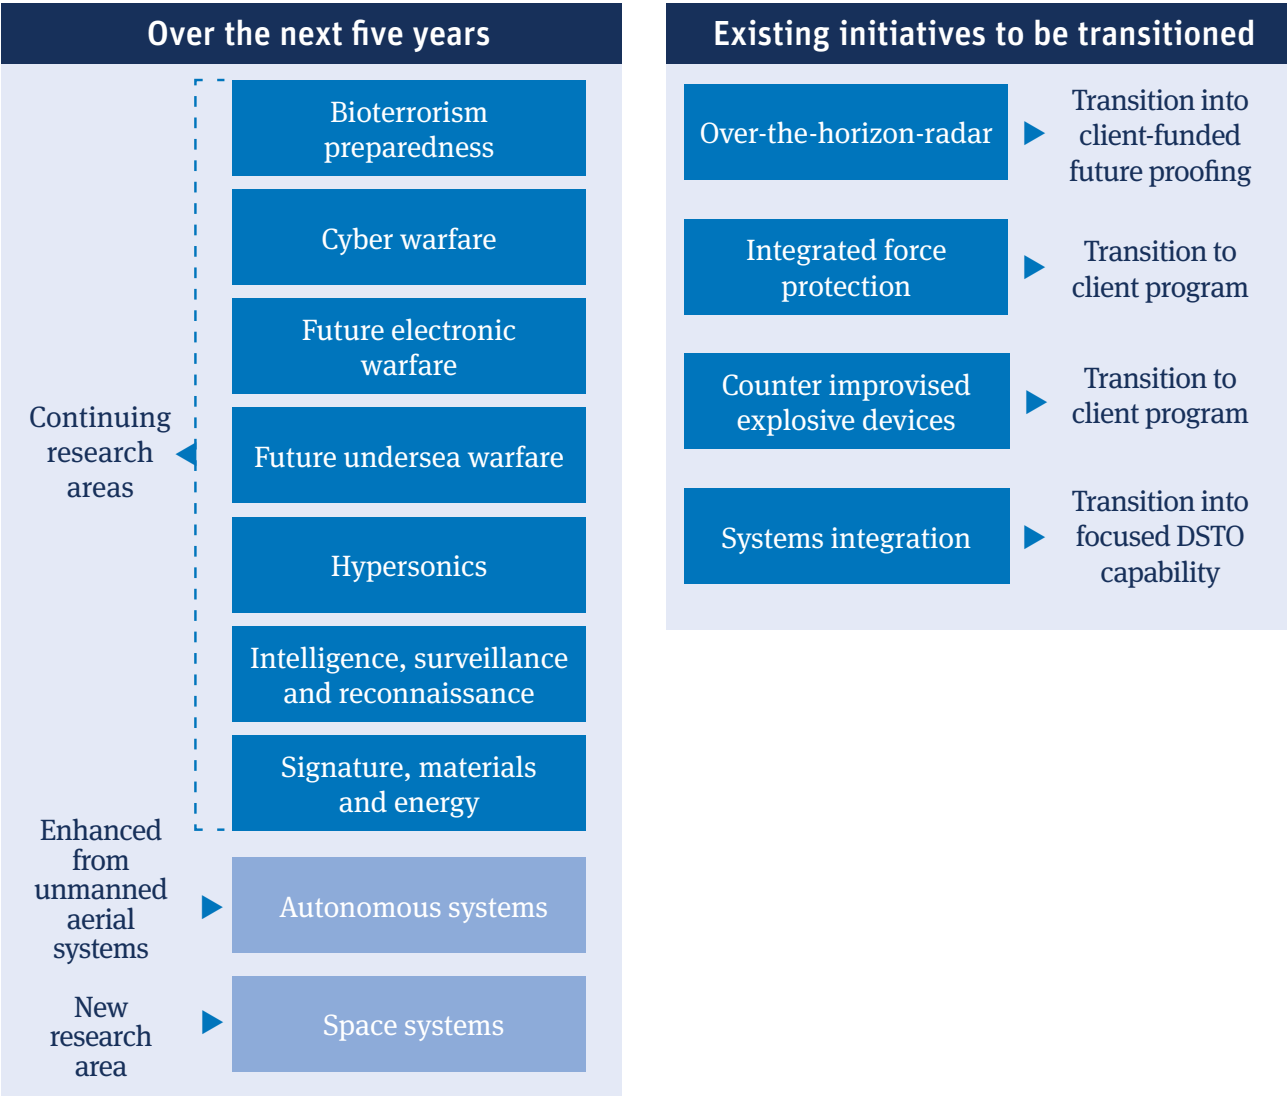 Over the next five years
Continuing
research
areas
Bioterrorism
preparedness
Cyber warfare
Future electronic
warfare
Future undersea warfare
Hypersonics
Intelligence, surveillance
and reconnaissance
Signature, materials
and energy
Enhanced
from
unmanned
aerial
systems
Autonomous systems
New
research
area
Space systems
Existing initiatives to be transitioned
Over-the-horizon-radar
Transition into
client-funded
future proofing
Integrated force
protection
Transition to
client program
Counter improvised
explosive devices
Transition to
client program
Systems integration
Transition into
focused DSTO
capability